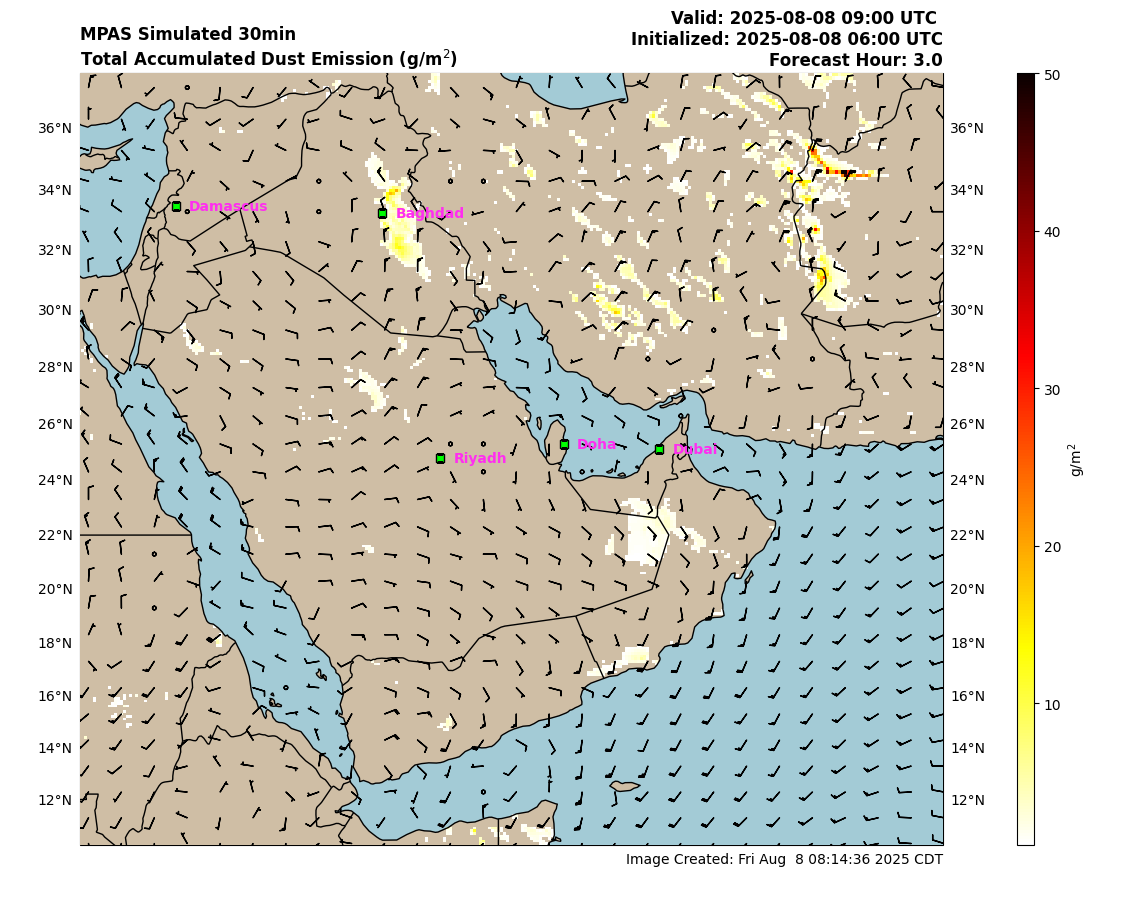 MPAS Simulated 30min
Total Accumulated Dust Emission (g/m²)
Valid: 2025-08-08 09:00 UTC
Initialized: 2025-08-08 06:00 UTC
Forecast Hour: 3.0
36°N
34°N
32°N
30°N
28°N
26°N
24°N
22°N
20°N
18°N
16°N
14°N
12°N
Damascus
Baghdad
Doha
Dubai
Riyadh
36°N
34°N
32°N
30°N
28°N
26°N
24°N
22°N
20°N
18°N
16°N
14°N
12°N
50
40
30
20
10
g/m²
Image Created: Fri Aug  8 08:14:36 2025 CDT